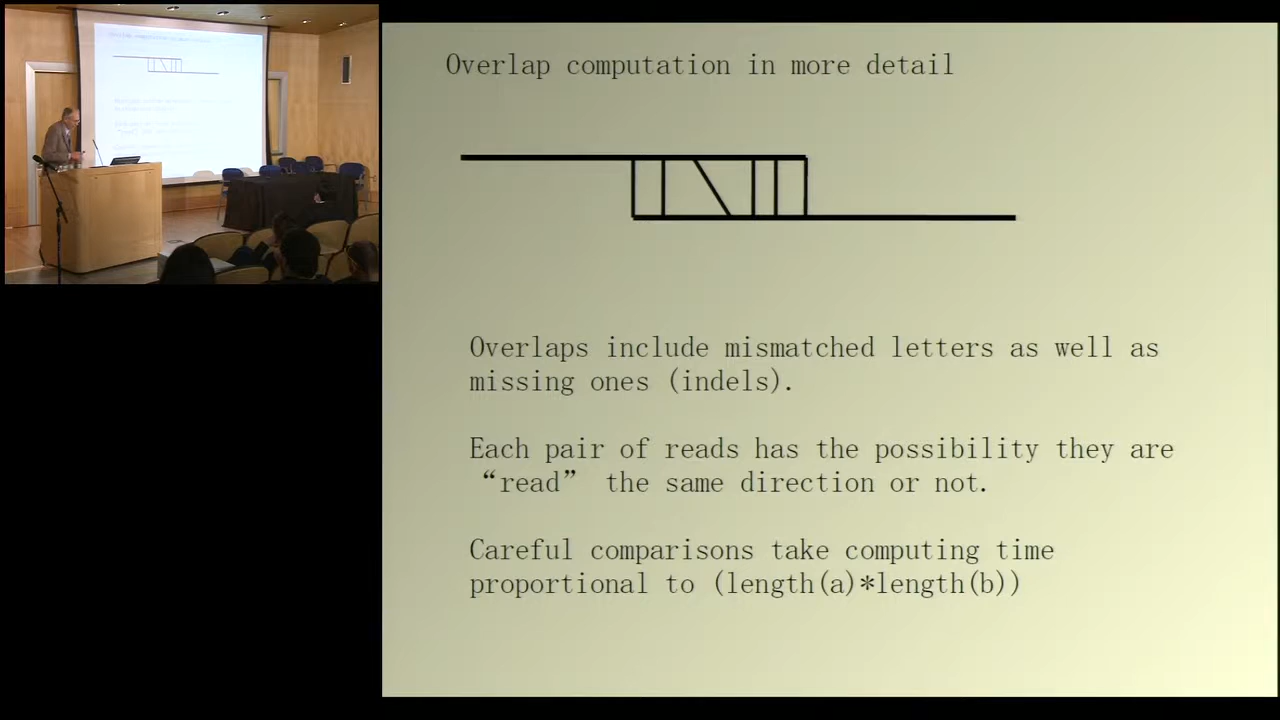 Overlap computation in more detail
Overlaps include mismatched letters as well as
missing ones (indels).
Each pair of reads has the possibility they are
“read” the same direction or not.
Careful comparisons take computing time
proportional to (length(a)*length(b))